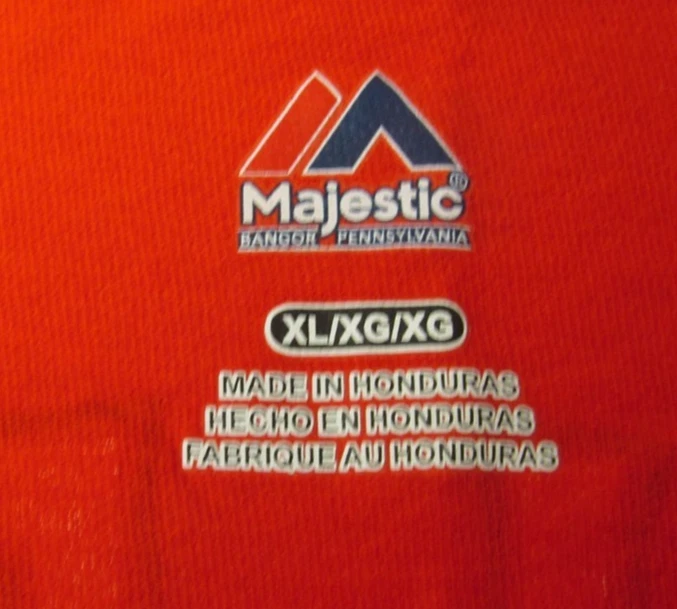 Majestic®
BANGOR PENNSYLVANIA
XL/XG/XG
MADE IN HONDURAS
HECHO EN HONDURAS
FABRIQUE AU HONDURAS